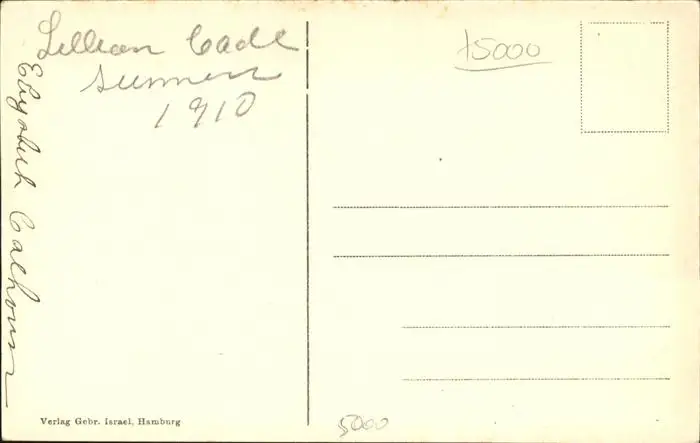 Lillian Cade
Summer
1910
Elizabeth Calhoun
15000
Verlag Gebr. Israel, Hamburg
5000